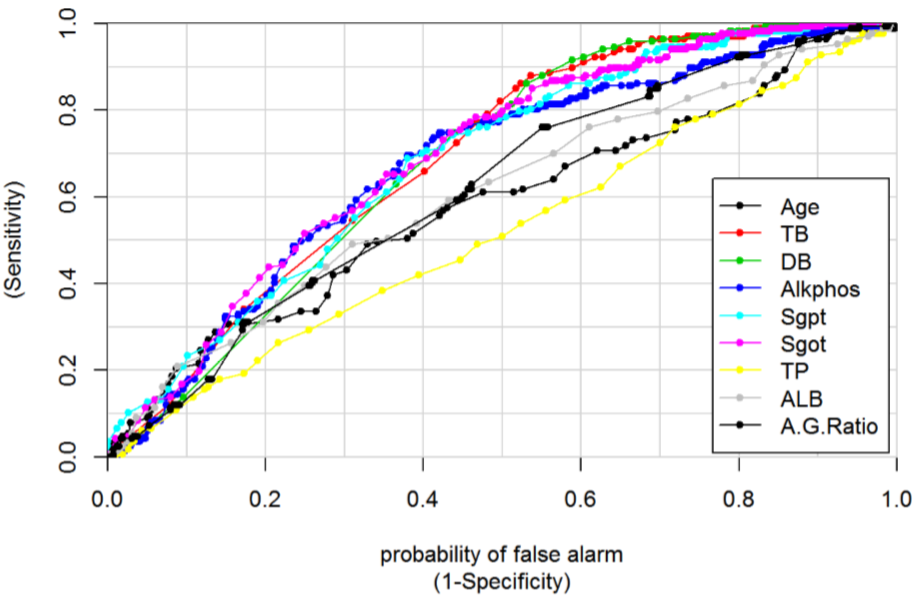 1.0
0.8
0.6
0.4
0.2
0.0
(Sensitivity)
Age
TB
DB
Alkphos
Sgpt
Sgot
TP
ALB
A.G.Ratio
0.0 0.2 0.4 0.6 0.8 1.0
probability of false alarm
(1-Specificity)